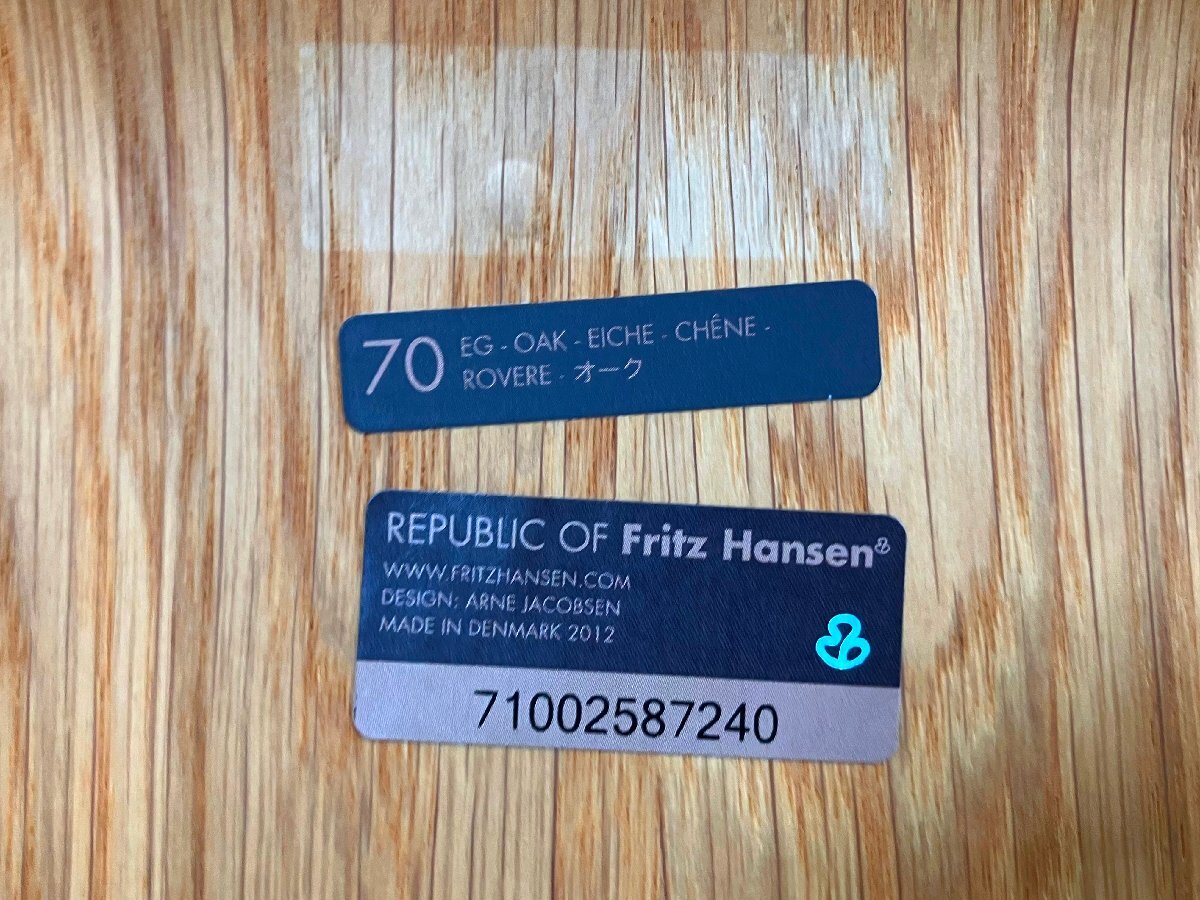 70 EG - OAK - EICHE - CHÊNE -
ROVERE - オーク
REPUBLIC OF Fritz Hansen
WWW.FRITZHANSEN.COM
DESIGN: ARNE JACOBSEN
MADE IN DENMARK 2012
71002587240